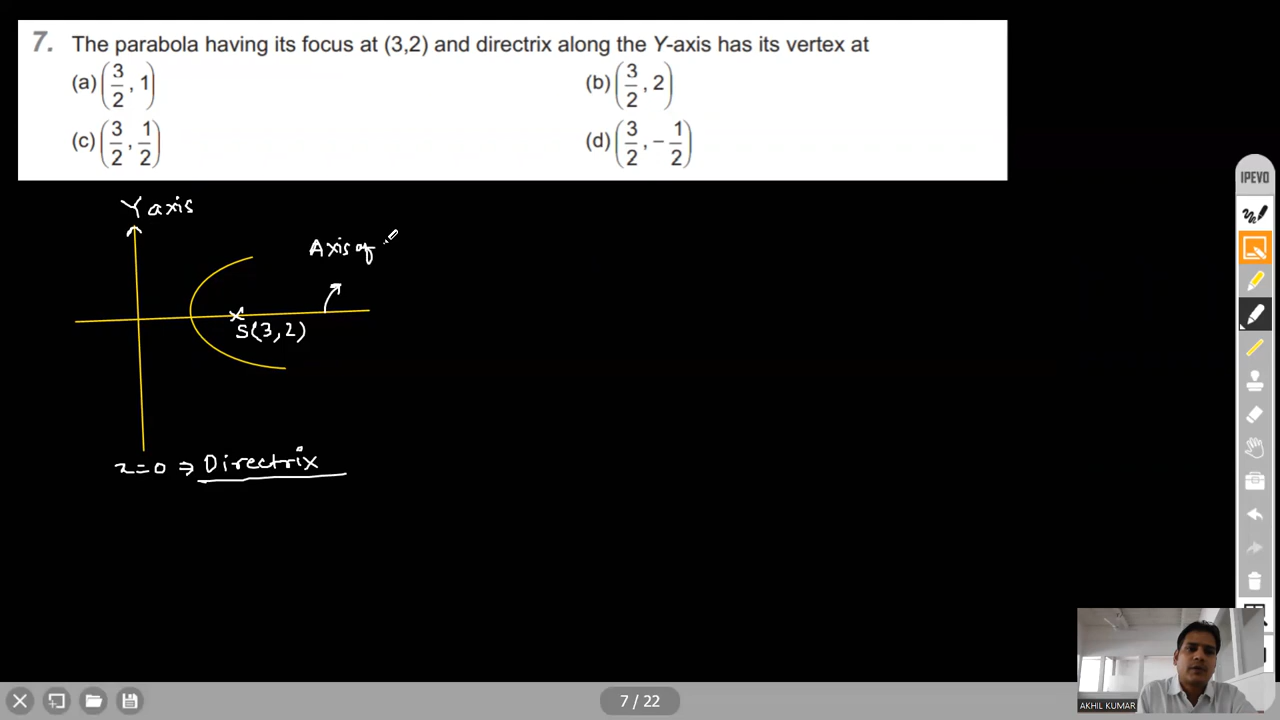 7. The parabola having its focus at (3,2) and directrix along the Y-axis has its vertex at
(a) (3/2, 1) (b) (3/2, 2)
(c) (3/2, 1/2) (d) (3/2, -1/2)
Y axis
Axis of
S(3,2)
x=0 ⇒ Directrix
IPEVO
7 / 22
AKHIL KUMAR